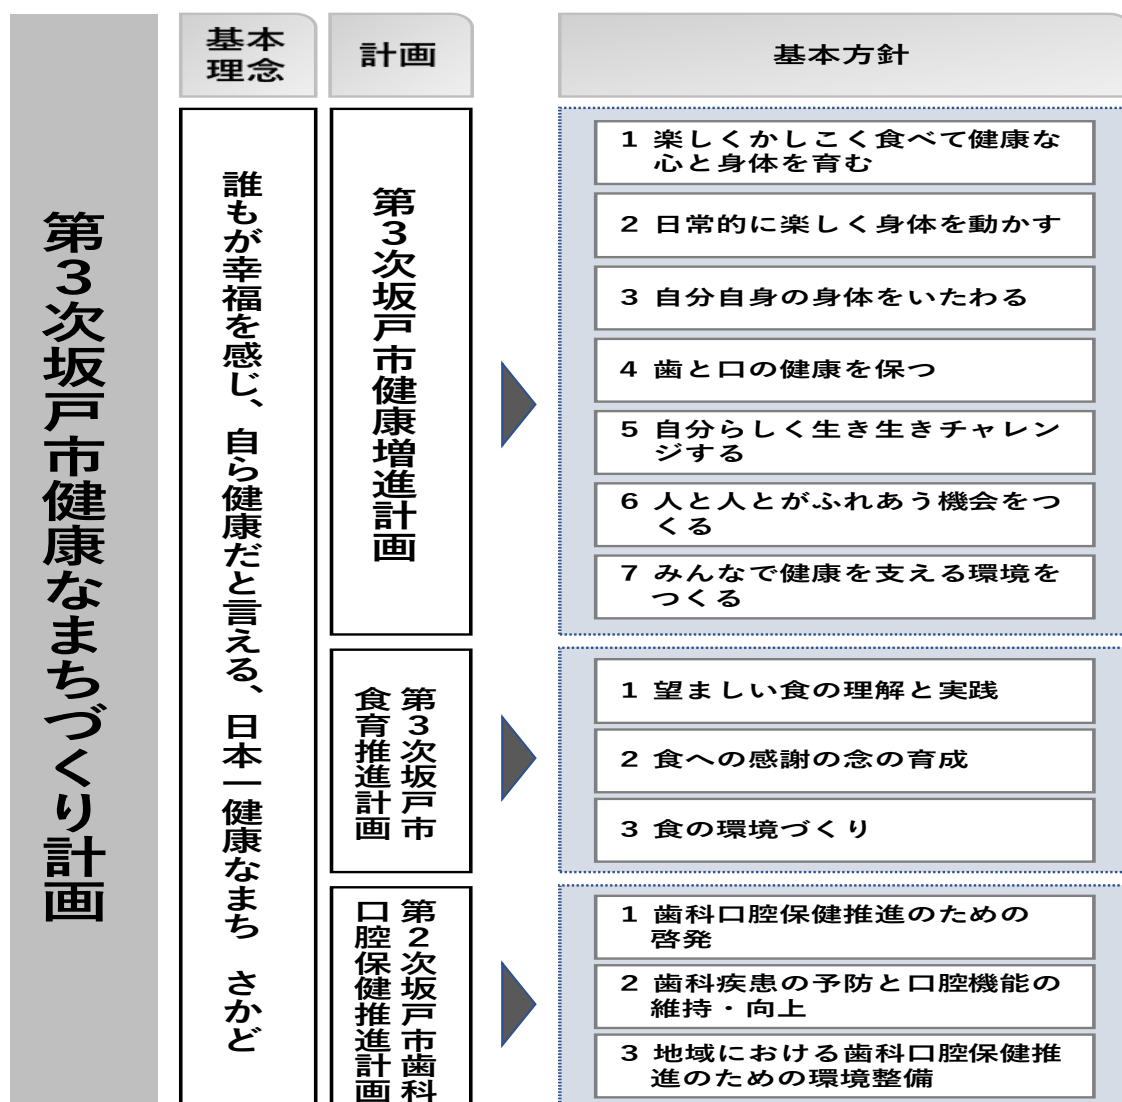 第３次坂戸市健康なまちづくり計画
基本
理念
計画
基本方針
誰もが幸福を感じ、自ら健康だと言える、日本一健康なまち　さかど
第３次坂戸市健康増進計画
1 楽しくかしこく食べて健康な
心と身体を育む
2 日常的に楽しく身体を動かす
3 自分自身の身体をいたわる
4 歯と口の健康を保つ
5 自分らしく生き生きチャレン
ジする
6 人と人とがふれあう機会をつ
くる
7 みんなで健康を支える環境を
つくる
第３次坂戸市
食育推進計画
1 望ましい食の理解と実践
2 食への感謝の念の育成
3 食の環境づくり
第２次坂戸市歯科
口腔保健推進計画
1 歯科口腔保健推進のための
啓発
2 歯科疾患の予防と口腔機能の
維持・向上
3 地域における歯科口腔保健推
進のための環境整備